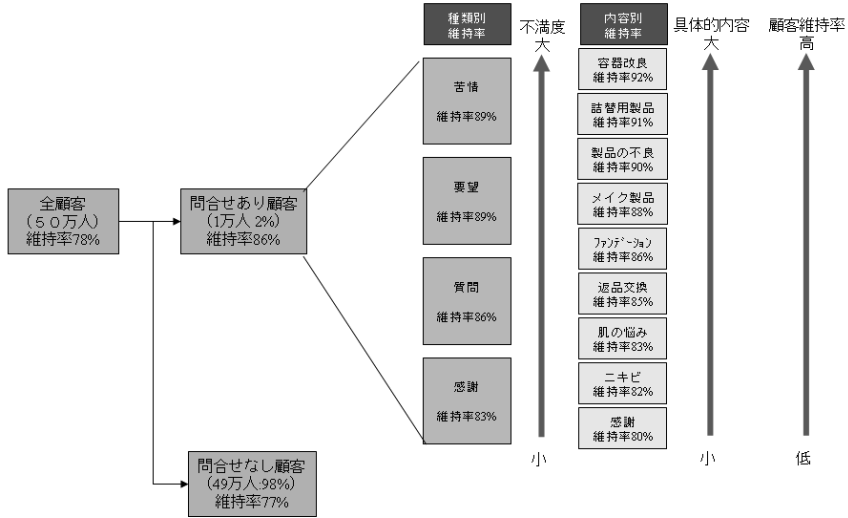 全顧客
(50万人)
維持率78%
問合せあり顧客
(1万人 2%)
維持率86%
問合せなし顧客
(49万人:98%)
維持率77%
種類別
維持率
苦情
維持率89%
要望
維持率89%
質問
維持率86%
感謝
維持率83%
不満度
大
小
内容別
維持率
容器改良
維持率92%
詰替用製品
維持率91%
製品の不良
維持率90%
メイク製品
維持率88%
ファンデーション
維持率86%
返品交換
維持率85%
肌の悩み
維持率83%
ニキビ
維持率82%
感謝
維持率80%
具体的内容
大
小
顧客維持率
高
低